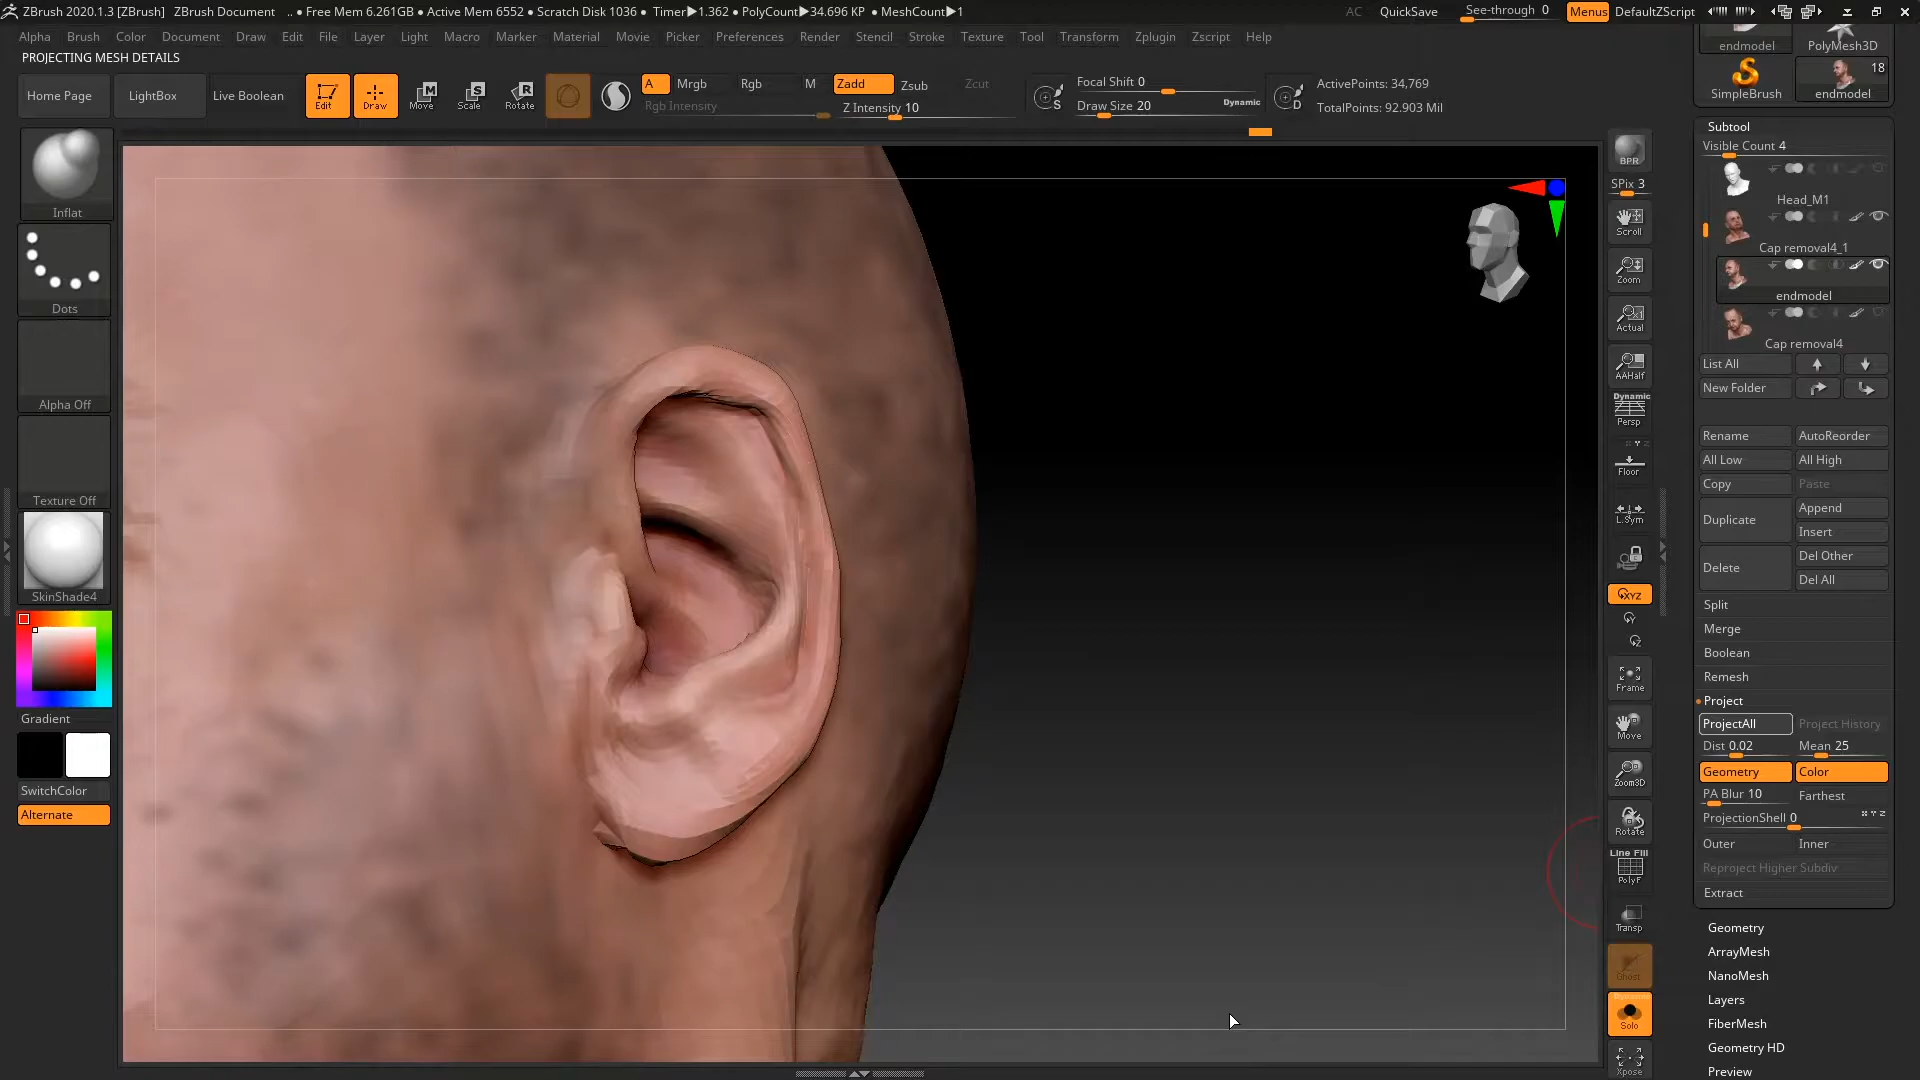 ZBrush 2020.1.3 [ZBrush] ZBrush Document .. • Free Mem 6.261GB • Active Mem 6552 • Scratch Disk 1036 • Timer▶1.362 • PolyCount▶34.696 KP • MeshCount▶1 AC QuickSave See-through 0 Menus DefaultZScript
Alpha Brush Color Document Draw Edit File Layer Light Macro Marker Material Movie Picker Preferences Render Stencil Stroke Texture Tool Transform Zplugin Zscript Help
PROJECTING MESH DETAILS
Home Page LightBox Live Boolean Edit Draw Move Scale Rotate
A Mrgb Rgb M Zadd Zsub Zcut
Rgb Intensity Z Intensity 10
Focal Shift 0
Draw Size 20 Dynamic
S D
ActivePoints: 34,769
TotalPoints: 92.903 Mil
Inflat
Dots
Alpha Off
Texture Off
SkinShade4
Gradient
SwitchColor
Alternate
BPR
SPix 3
Scroll
Zoom
Actual
AAHalf
Dynamic
Persp
Floor
L.Sym
XYZ
Y
Z
Frame
Move
Zoom3D
Rotate
Line Fill
PolyF
Transp
Ghost
Dynamic
Solo
Xpose
endmodel PolyMesh3D
18
SimpleBrush endmodel
Subtool
Visible Count 4
Head_M1
Cap removal4_1
endmodel
Cap removal4
List All
New Folder
Rename AutoReorder
All Low All High
Copy Paste
Duplicate Append
Insert
Delete Del Other
Del All
Split
Merge
Boolean
Remesh
Project
ProjectAll Project History
Dist 0.02 Mean 25
Geometry Color
PA Blur 10 Farthest
ProjectionShell 0 X Y Z
Outer Inner
Reproject Higher Subdiv
Extract
Geometry
ArrayMesh
NanoMesh
Layers
FiberMesh
Geometry HD
Preview